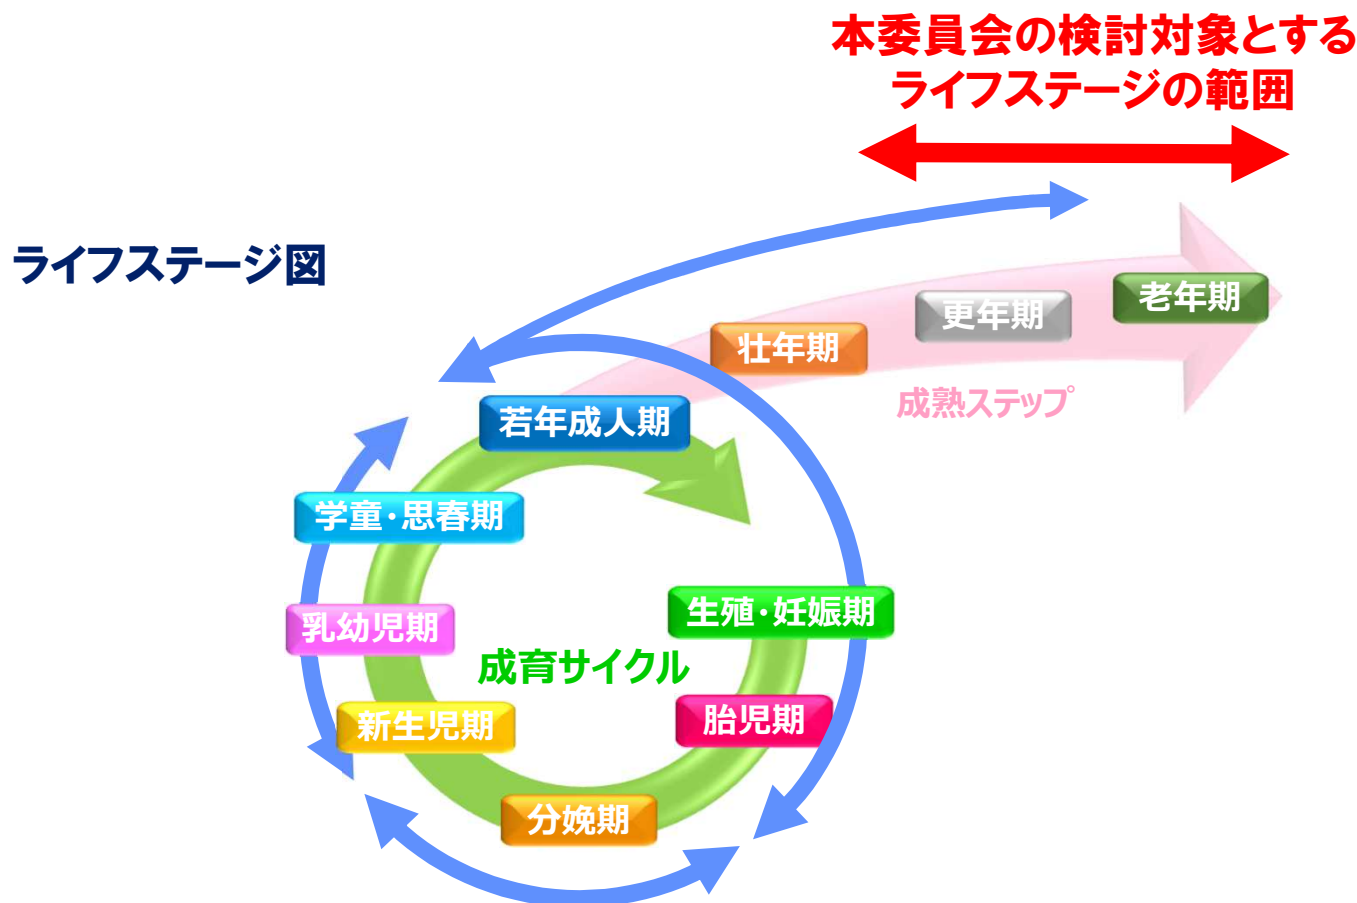 本委員会の検討対象とする
ライフステージの範囲
ライフステージ図
老年期
更年期
壮年期
成熟ステップ
若年成人期
学童・思春期
生殖・妊娠期
乳幼児期
成育サイクル
新生児期
胎児期
分娩期